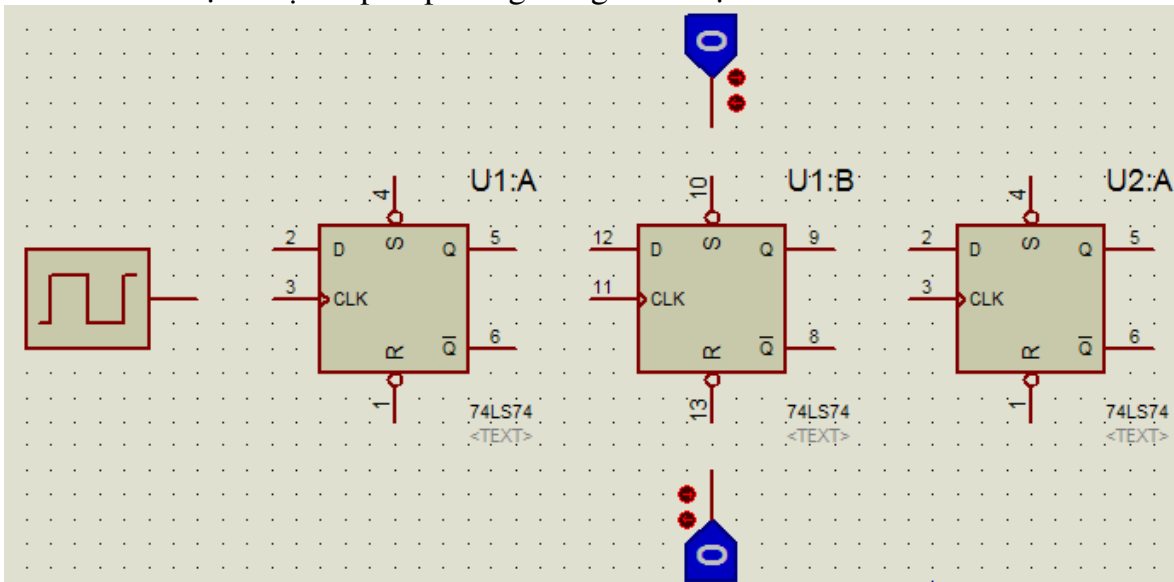 0
4 10 4
U1:A U1:B U2:A
2 D S Q 5 12 D S Q 9 2 D S Q 5
3 CLK 11 CLK 3 CLK
R Q̅ 6 R Q̅ 8 R Q̅ 6
1 13 1
74LS74 74LS74 74LS74
<TEXT> <TEXT> <TEXT>
0